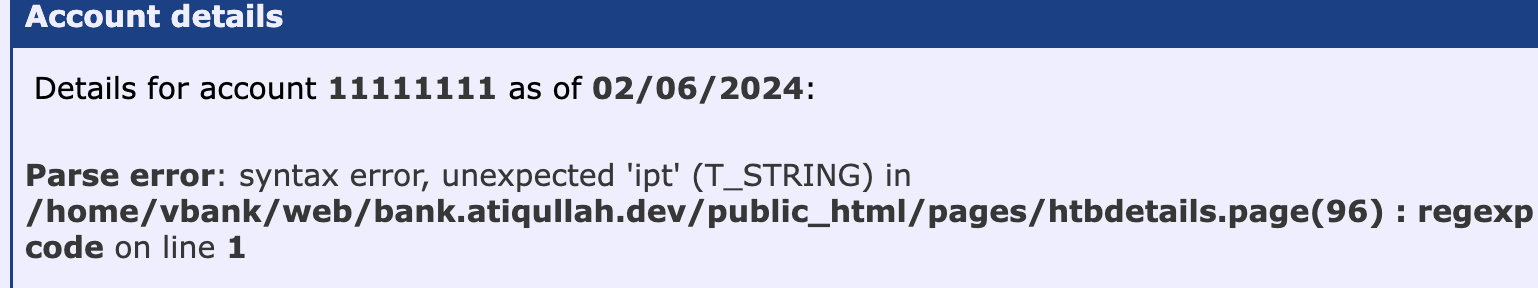 Account details
Details for account 11111111 as of 02/06/2024:
Parse error: syntax error, unexpected 'ipt' (T_STRING) in
/home/vbank/web/bank.atiqullah.dev/public_html/pages/htbdetails.page(96) : regexp
code on line 1